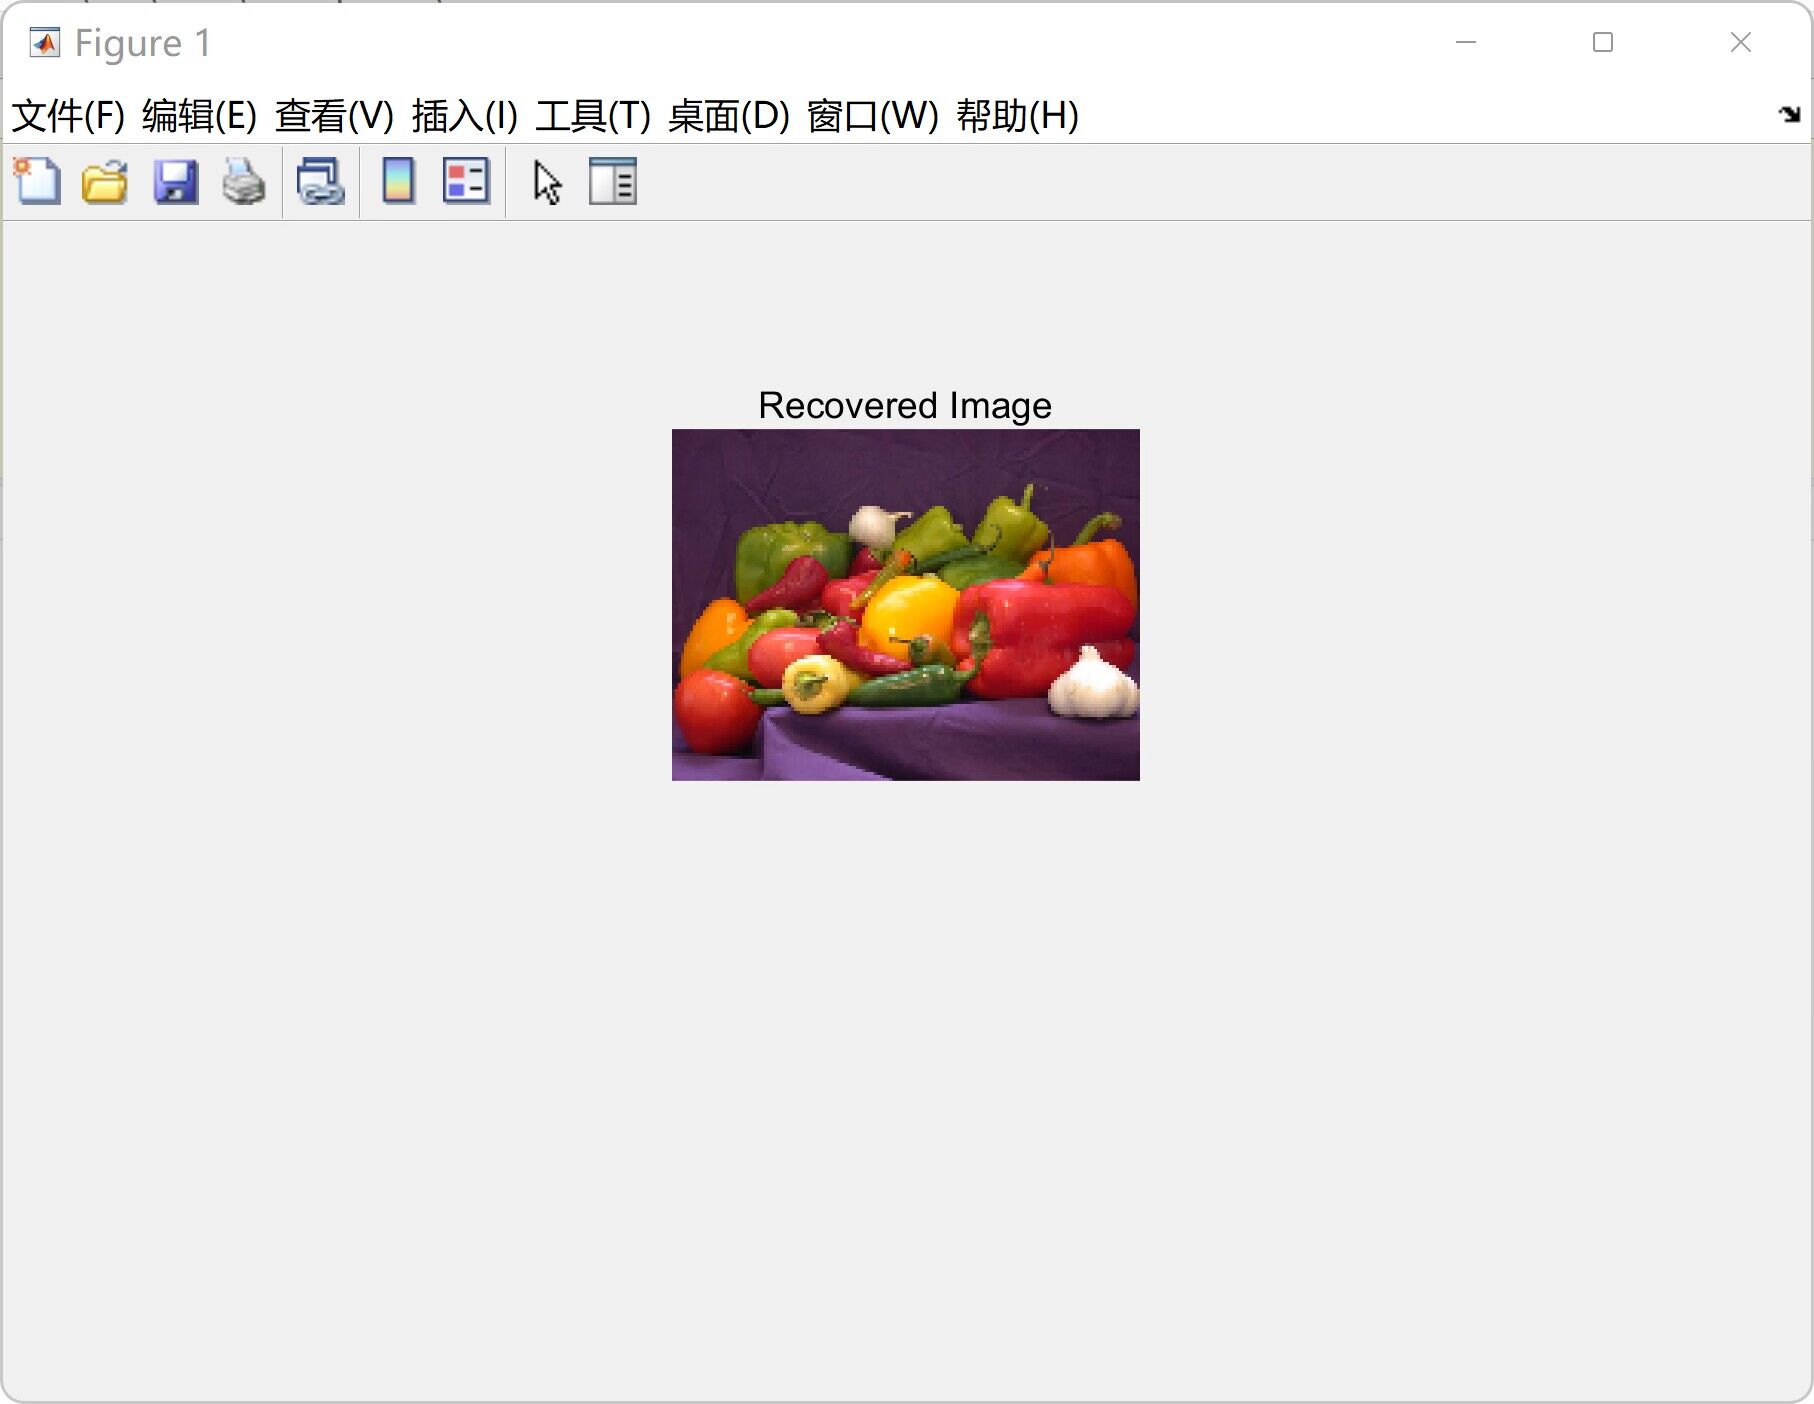 Figure 1
文件(F) 编辑(E) 查看(V) 插入(I) 工具(T) 桌面(D) 窗口(W) 帮助(H)
Recovered Image